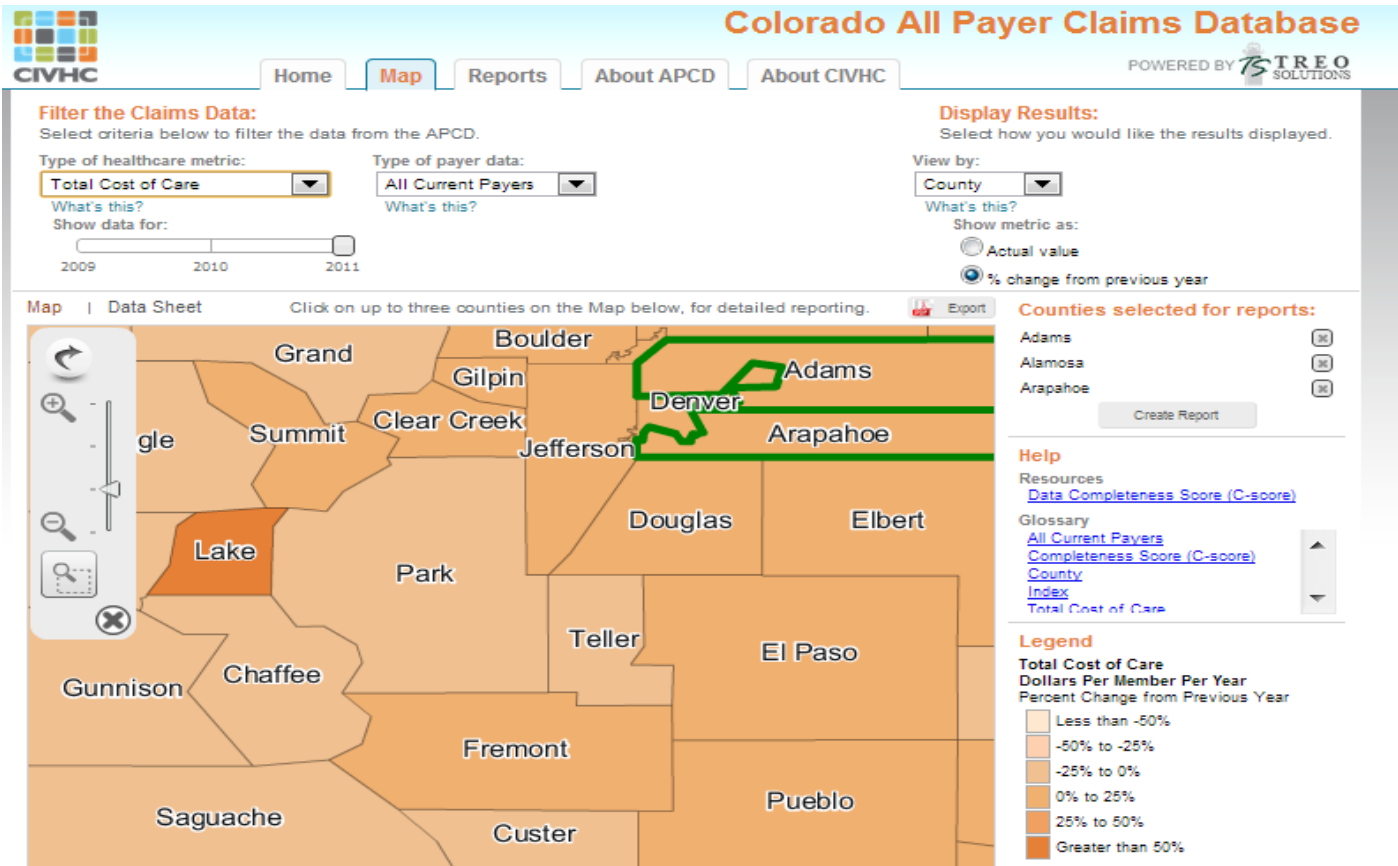 Colorado All Payer Claims Database
CIVHC
Home
Map
Reports
About APCD
About CIVHC
POWERED BY TS TREO SOLUTIONS
Filter the Claims Data:
Select criteria below to filter the data from the APCD.
Type of healthcare metric:
Total Cost of Care
What's this?
Type of payer data:
All Current Payers
What's this?
Show data for:
2009 2010 2011
Display Results:
Select how you would like the results displayed.
View by:
County
What's this?
Show metric as:
Actual value
% change from previous year
Map | Data Sheet
Click on up to three counties on the Map below, for detailed reporting.
Export
Boulder
Grand
Gilpin
Adams
Denver
Clear Creek
Summit
gle
Arapahoe
Jefferson
Douglas
Elbert
Lake
Park
Teller
El Paso
Chaffee
Gunnison
Fremont
Pueblo
Saguache
Custer
Counties selected for reports:
Adams
Alamosa
Arapahoe
Create Report
Help
Resources
Data Completeness Score (C-score)
Glossary
All Current Payers
Completeness Score (C-score)
County
Index
Total Cost of Care
Legend
Total Cost of Care
Dollars Per Member Per Year
Percent Change from Previous Year
Less than -50%
-50% to -25%
-25% to 0%
0% to 25%
25% to 50%
Greater than 50%